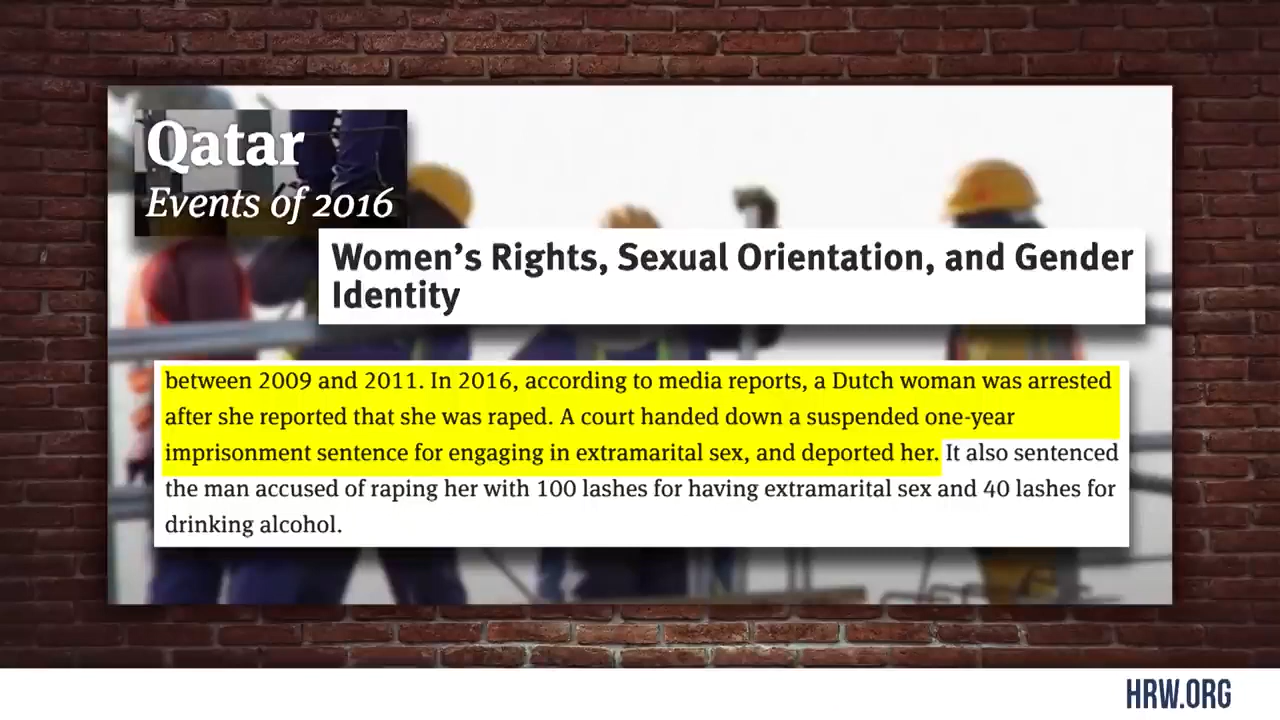 Qatar
Events of 2016
Women's Rights, Sexual Orientation, and Gender
Identity
between 2009 and 2011. In 2016, according to media reports, a Dutch woman was arrested
after she reported that she was raped. A court handed down a suspended one-year
imprisonment sentence for engaging in extramarital sex, and deported her. It also sentenced
the man accused of raping her with 100 lashes for having extramarital sex and 40 lashes for
drinking alcohol.
HRW.ORG